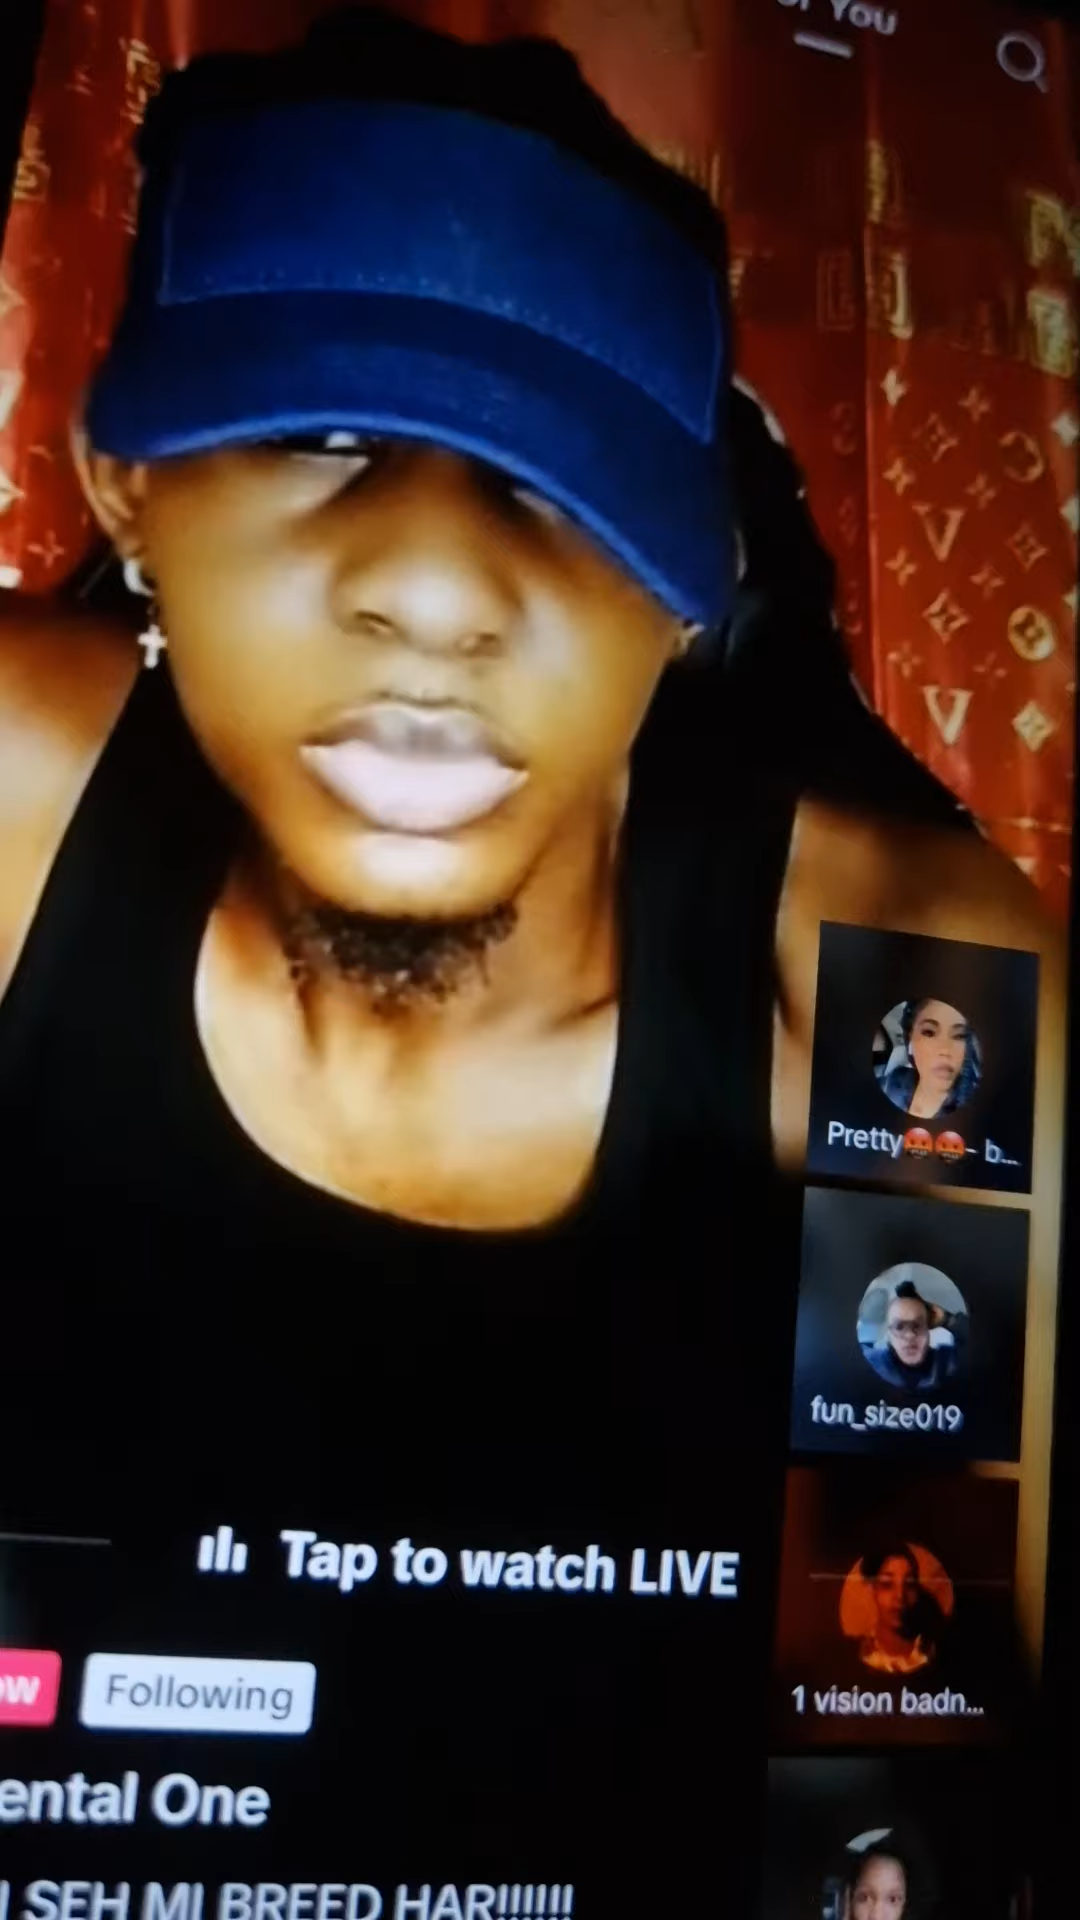 You
Pretty😡😡- b...
fun_size019
Tap to watch LIVE
1 vision badn...
Following
ental One
SEH MI BREED HAR!!!!!!